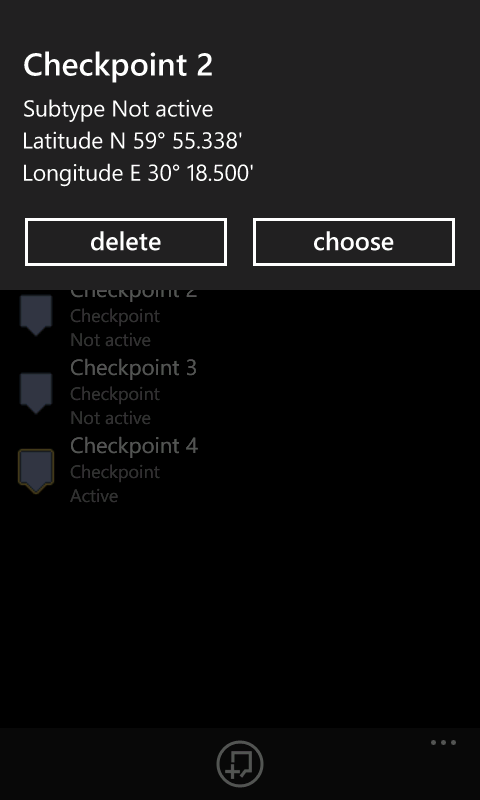 Checkpoint 2
Subtype Not active
Latitude N 59° 55.338'
Longitude E 30° 18.500'
delete
choose
Checkpoint 2
Checkpoint
Not active
Checkpoint 3
Checkpoint
Not active
Checkpoint 4
Checkpoint
Active